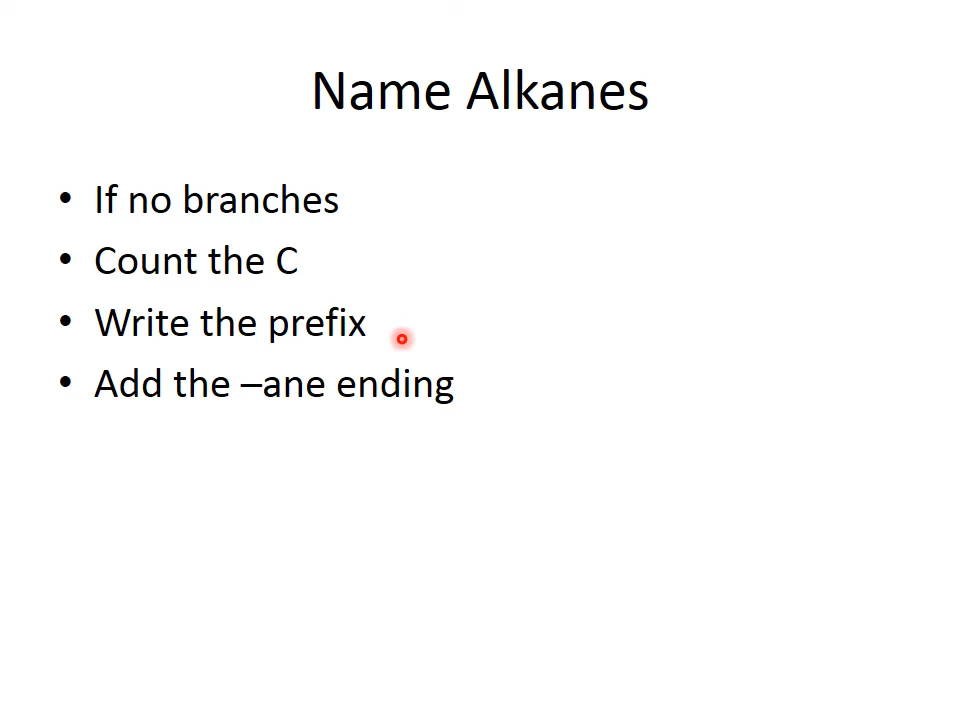 Name Alkanes
• If no branches
• Count the C
• Write the prefix
• Add the –ane ending